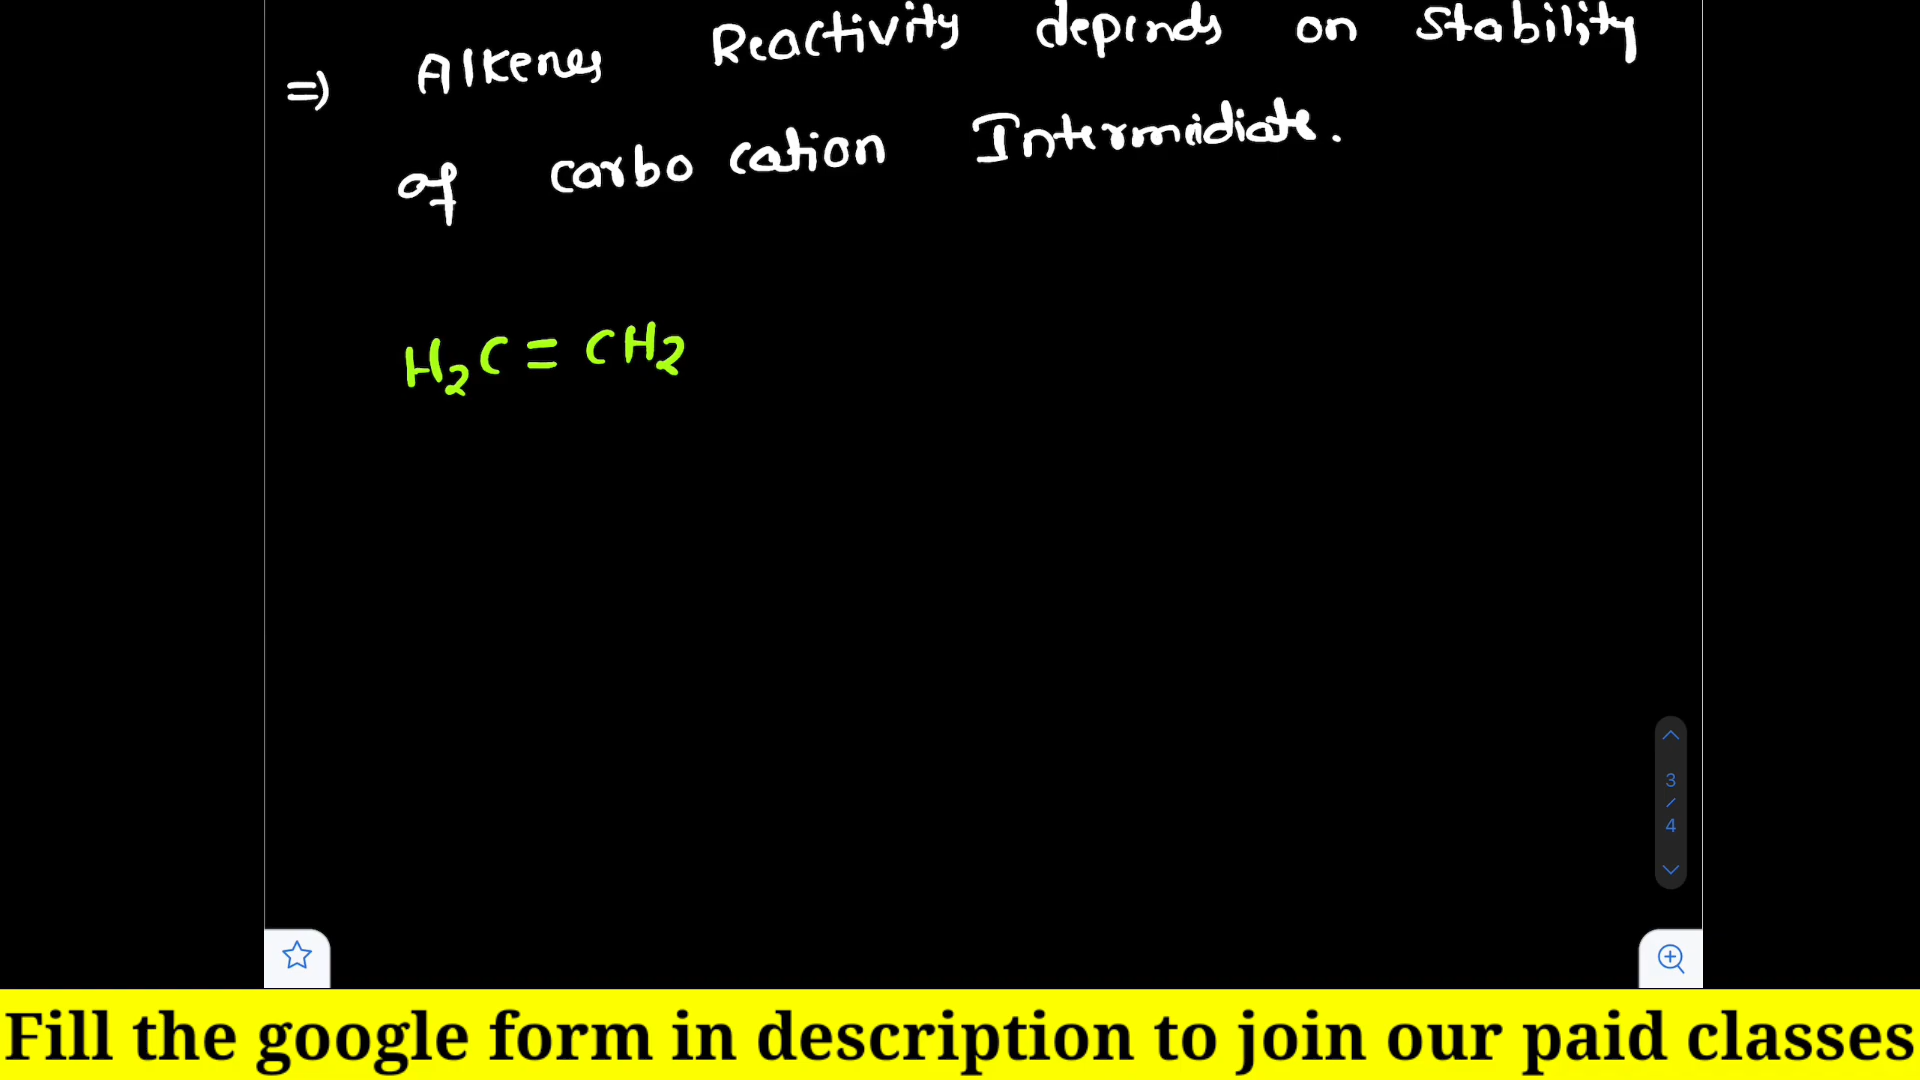 =) Alkenes Reactivity depends on Stability
of carbo cation Intermidiate.
H₂C = CH₂
3
/
4
Fill the google form in description to join our paid classes